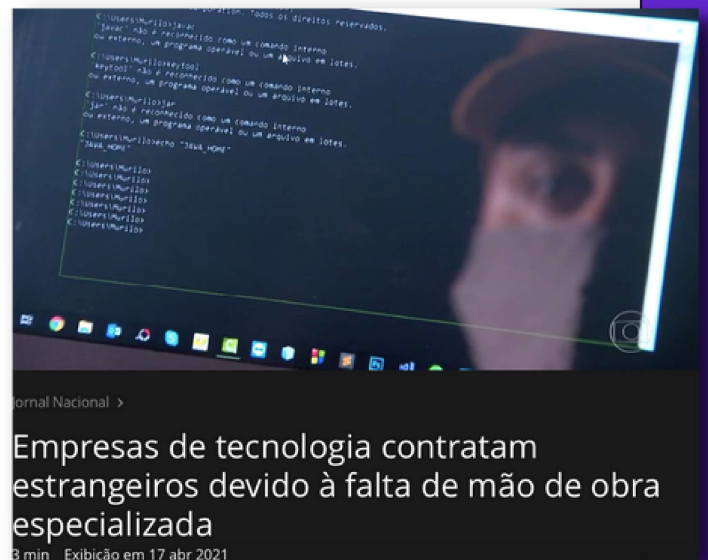 Corporation. Todos os direitos reservados.
C:\Users\Murilo>javac
'javac' não é reconhecido como um comando interno
ou externo, um programa operável ou um arquivo em lotes.
C:\Users\Murilo>keytool
'keytool' não é reconhecido como um comando interno
ou externo, um programa operável ou um arquivo em lotes.
C:\Users\Murilo>jar
'jar' não é reconhecido como um comando interno
ou externo, um programa operável ou um arquivo em lotes.
C:\Users\Murilo>echo "JAVA_HOME"
"JAVA_HOME"
C:\Users\Murilo>
C:\Users\Murilo>
C:\Users\Murilo>
C:\Users\Murilo>
C:\Users\Murilo>
C:\Users\Murilo>
Jornal Nacional >
Empresas de tecnologia contratam
estrangeiros devido à falta de mão de obra
especializada
3 min Exibição em 17 abr 2021